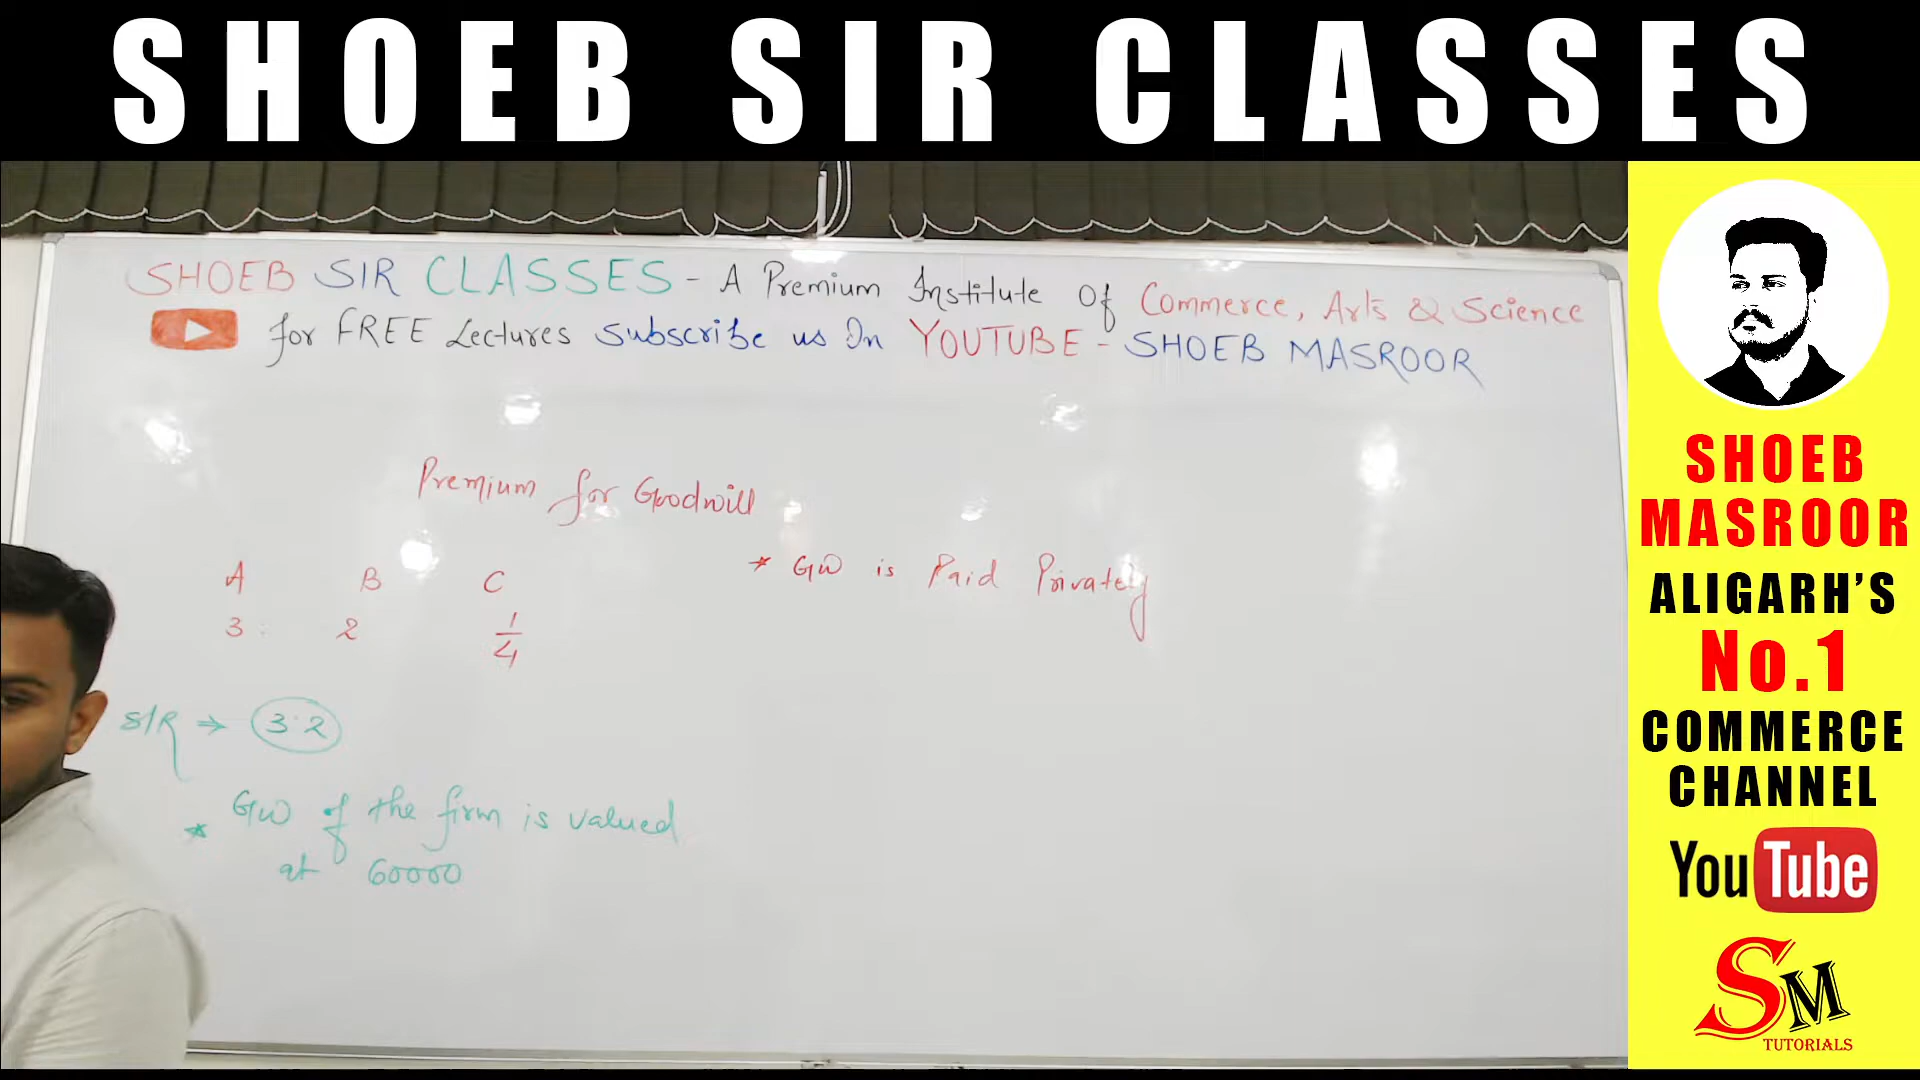 SHOEB SIR CLASSES
SHOEB SIR CLASSES - A Premium Institute Of Commerce, Arts & Science
for FREE Lectures Subscribe us On YOUTUBE - SHOEB MASROOR
Premium for Goodwill
A B C
3 : 2 1/4
S/R → 3:2
* GW of the firm is valued
at 60000
* GW is Paid Privately
SHOEB
MASROOR
ALIGARH'S
No.1
COMMERCE
CHANNEL
YouTube
SM
TUTORIALS